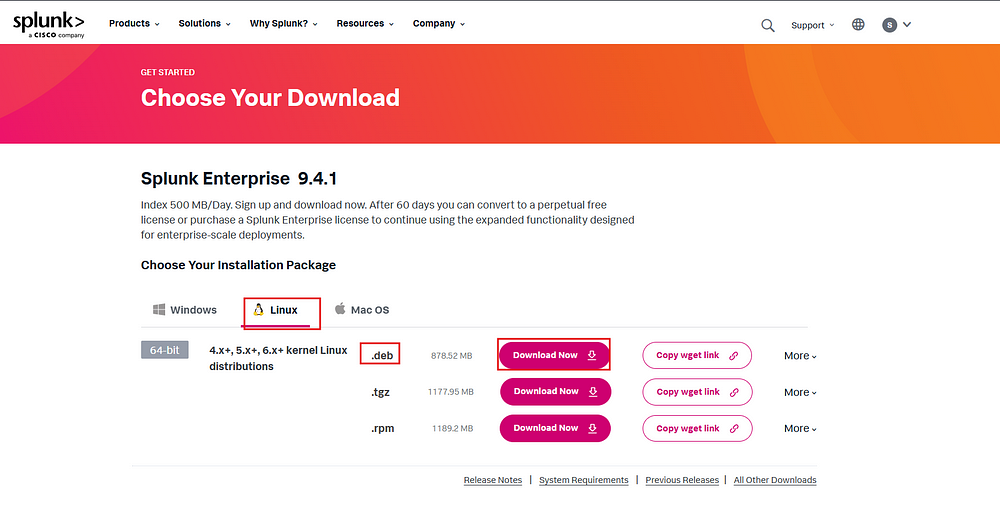 splunk>
a CISCO company
Products Solutions Why Splunk? Resources Company Support S
GET STARTED
Choose Your Download
Splunk Enterprise 9.4.1
Index 500 MB/Day. Sign up and download now. After 60 days you can convert to a perpetual free
license or purchase a Splunk Enterprise license to continue using the expanded functionality designed
for enterprise-scale deployments.
Choose Your Installation Package
Windows Linux Mac OS
64-bit 4.x+, 5.x+, 6.x+ kernel Linux
distributions
.deb 878.52 MB Download Now Copy wget link More
.tgz 1177.95 MB Download Now Copy wget link More
.rpm 1189.2 MB Download Now Copy wget link More
Release Notes | System Requirements | Previous Releases | All Other Downloads